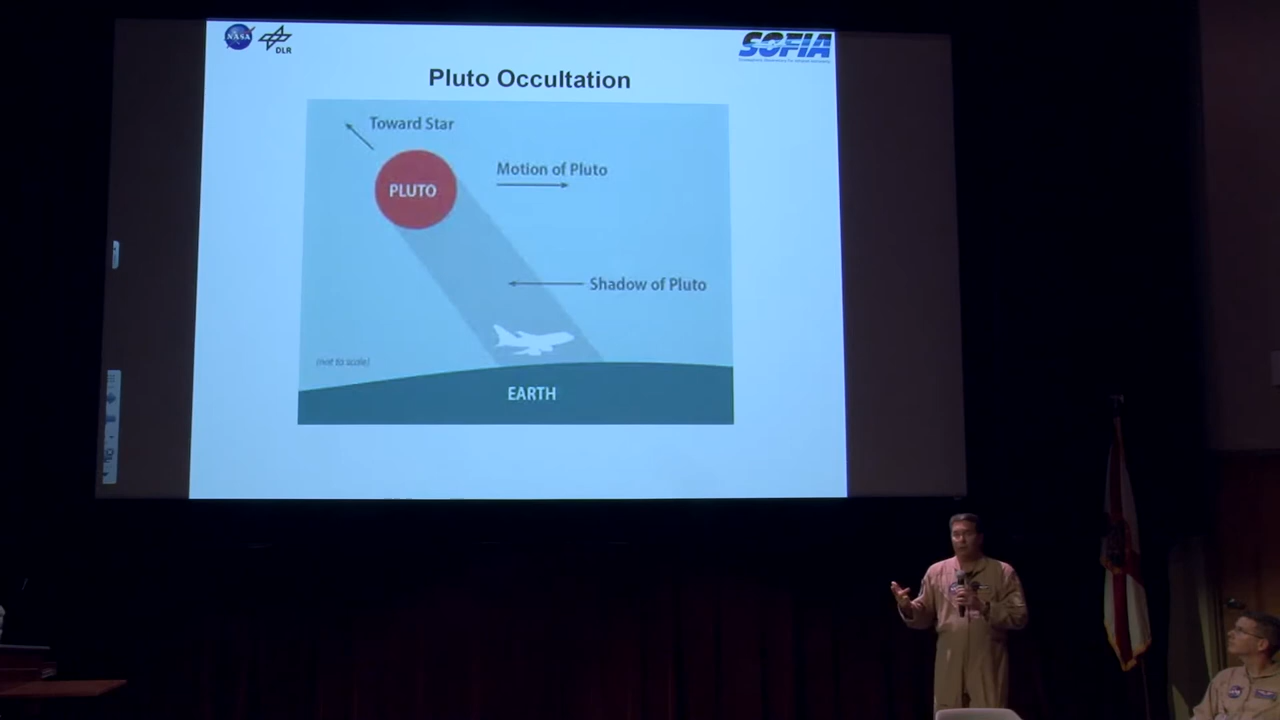 NASA
DLR
SOFIA
Pluto Occultation
Toward Star
Motion of Pluto
PLUTO
Shadow of Pluto
(not to scale)
EARTH